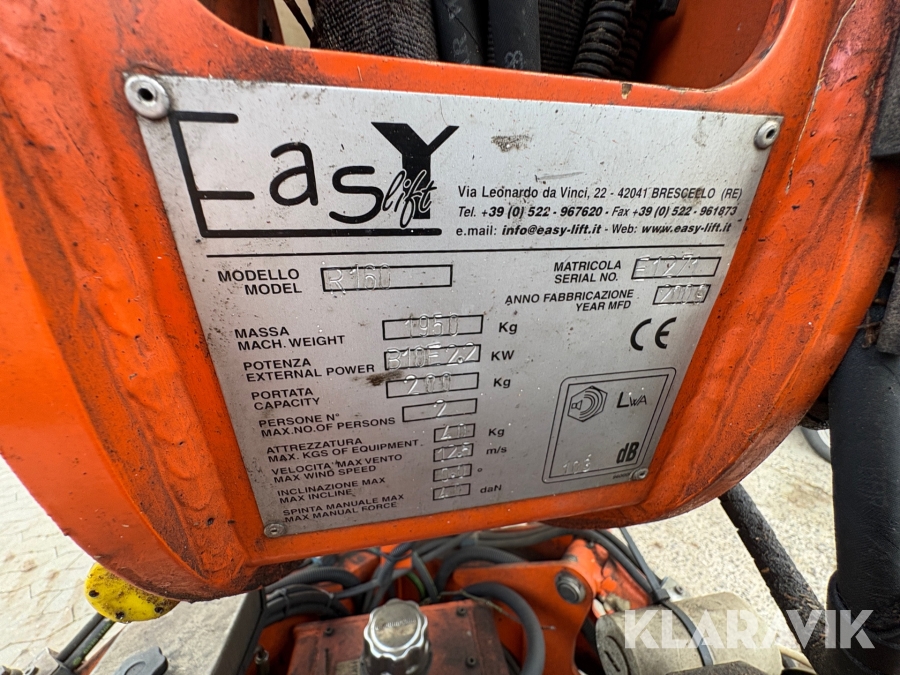 Easy lift
Via Leonardo da Vinci, 22 - 42041 BRESCELLO (RE)
Tel. +39 (0) 522 - 967620 - Fax +39 (0) 522 - 961873
e.mail: info@easy-lift.it - Web: www.easy-lift.it
MODELLO
MODEL R160
MATRICOLA
SERIAL NO. E1271
ANNO FABBRICAZIONE
YEAR MFD
CE
MASSA
MACH. WEIGHT 1950 Kg
POTENZA
EXTERNAL POWER KW
PORTATA
CAPACITY 200 Kg
PERSONE N°
MAX.NO.OF PERSONS 2
ATTREZZATURA
MAX. KGS OF EQUIPMENT Kg
VELOCITA' MAX VENTO
MAX WIND SPEED m/s
INCLINAZIONE MAX
MAX INCLINE °
SPINTA MANUALE MAX
MAX MANUAL FORCE daN
LWA
dB
KLARAVIK